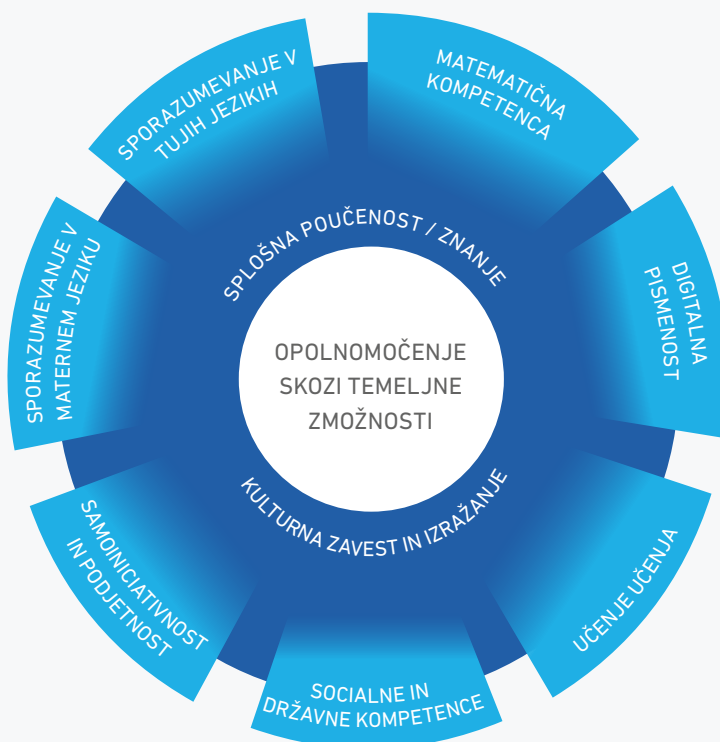 SPORAZUMEVANJE V
TUJIH JEZIKIH
MATEMATIČNA
KOMPETENCA
DIGITALNA
PISMENOST
UČENJE UČENJA
SOCIALNE IN
DRŽAVNE KOMPETENCE
SAMOINICIATIVNOST
IN PODJETNOST
SPORAZUMEVANJE V
MATERNEM JEZIKU
SPLOŠNA POUČENOST / ZNANJE
OPOLNOMOČENJE
SKOZI TEMELJNE
ZMOŽNOSTI
KULTURNA ZAVEST IN IZRAŽANJE